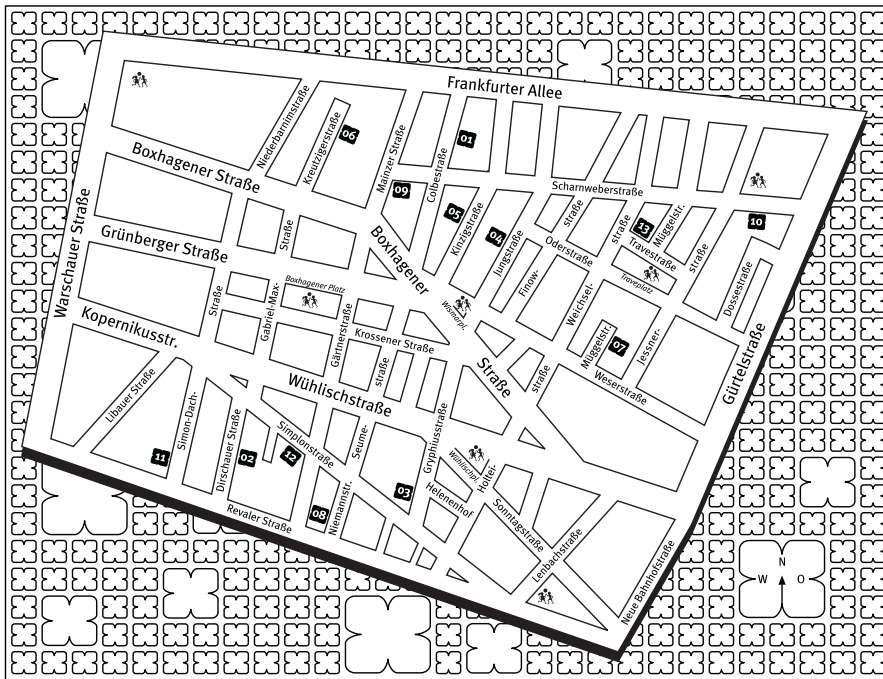 Frankfurter Allee
Niederbarnimstraße
Kreutzigerstraße
06
Mainzer Straße
Colbestraße
01
Boxhagener Straße
Scharnweberstraße
09
05
Kinzigstraße
04
Jungstraße
straße
straße
13
Müggelstr.
10
Warschauer Straße
Grünberger Straße
Straße
Boxhagener
Oderstraße
Travestraße
straße
Finow-
Traveplatz
Dossestraße
Boxhagener Platz
Straße
Gabriel-Max-
Wismarpl.
Weichsel-
Kopernikusstr.
Gärtnerstraße
Krossener Straße
Müggelstr.
07
Jessner-
Gürtelstraße
straße
Straße
straße
Weserstraße
Wühlischstraße
Libauer Straße
Simon-Dach-
Dirschauer Straße
Simplonstraße
Seume-
Gryphiusstraße
11
02
12
Wühlischpl.
Holtei-
03
Helenenhof
08
Niemannstr.
Revaler Straße
Sonntagstraße
Lenbachstraße
Neue Bahnhofstraße
N
W
O